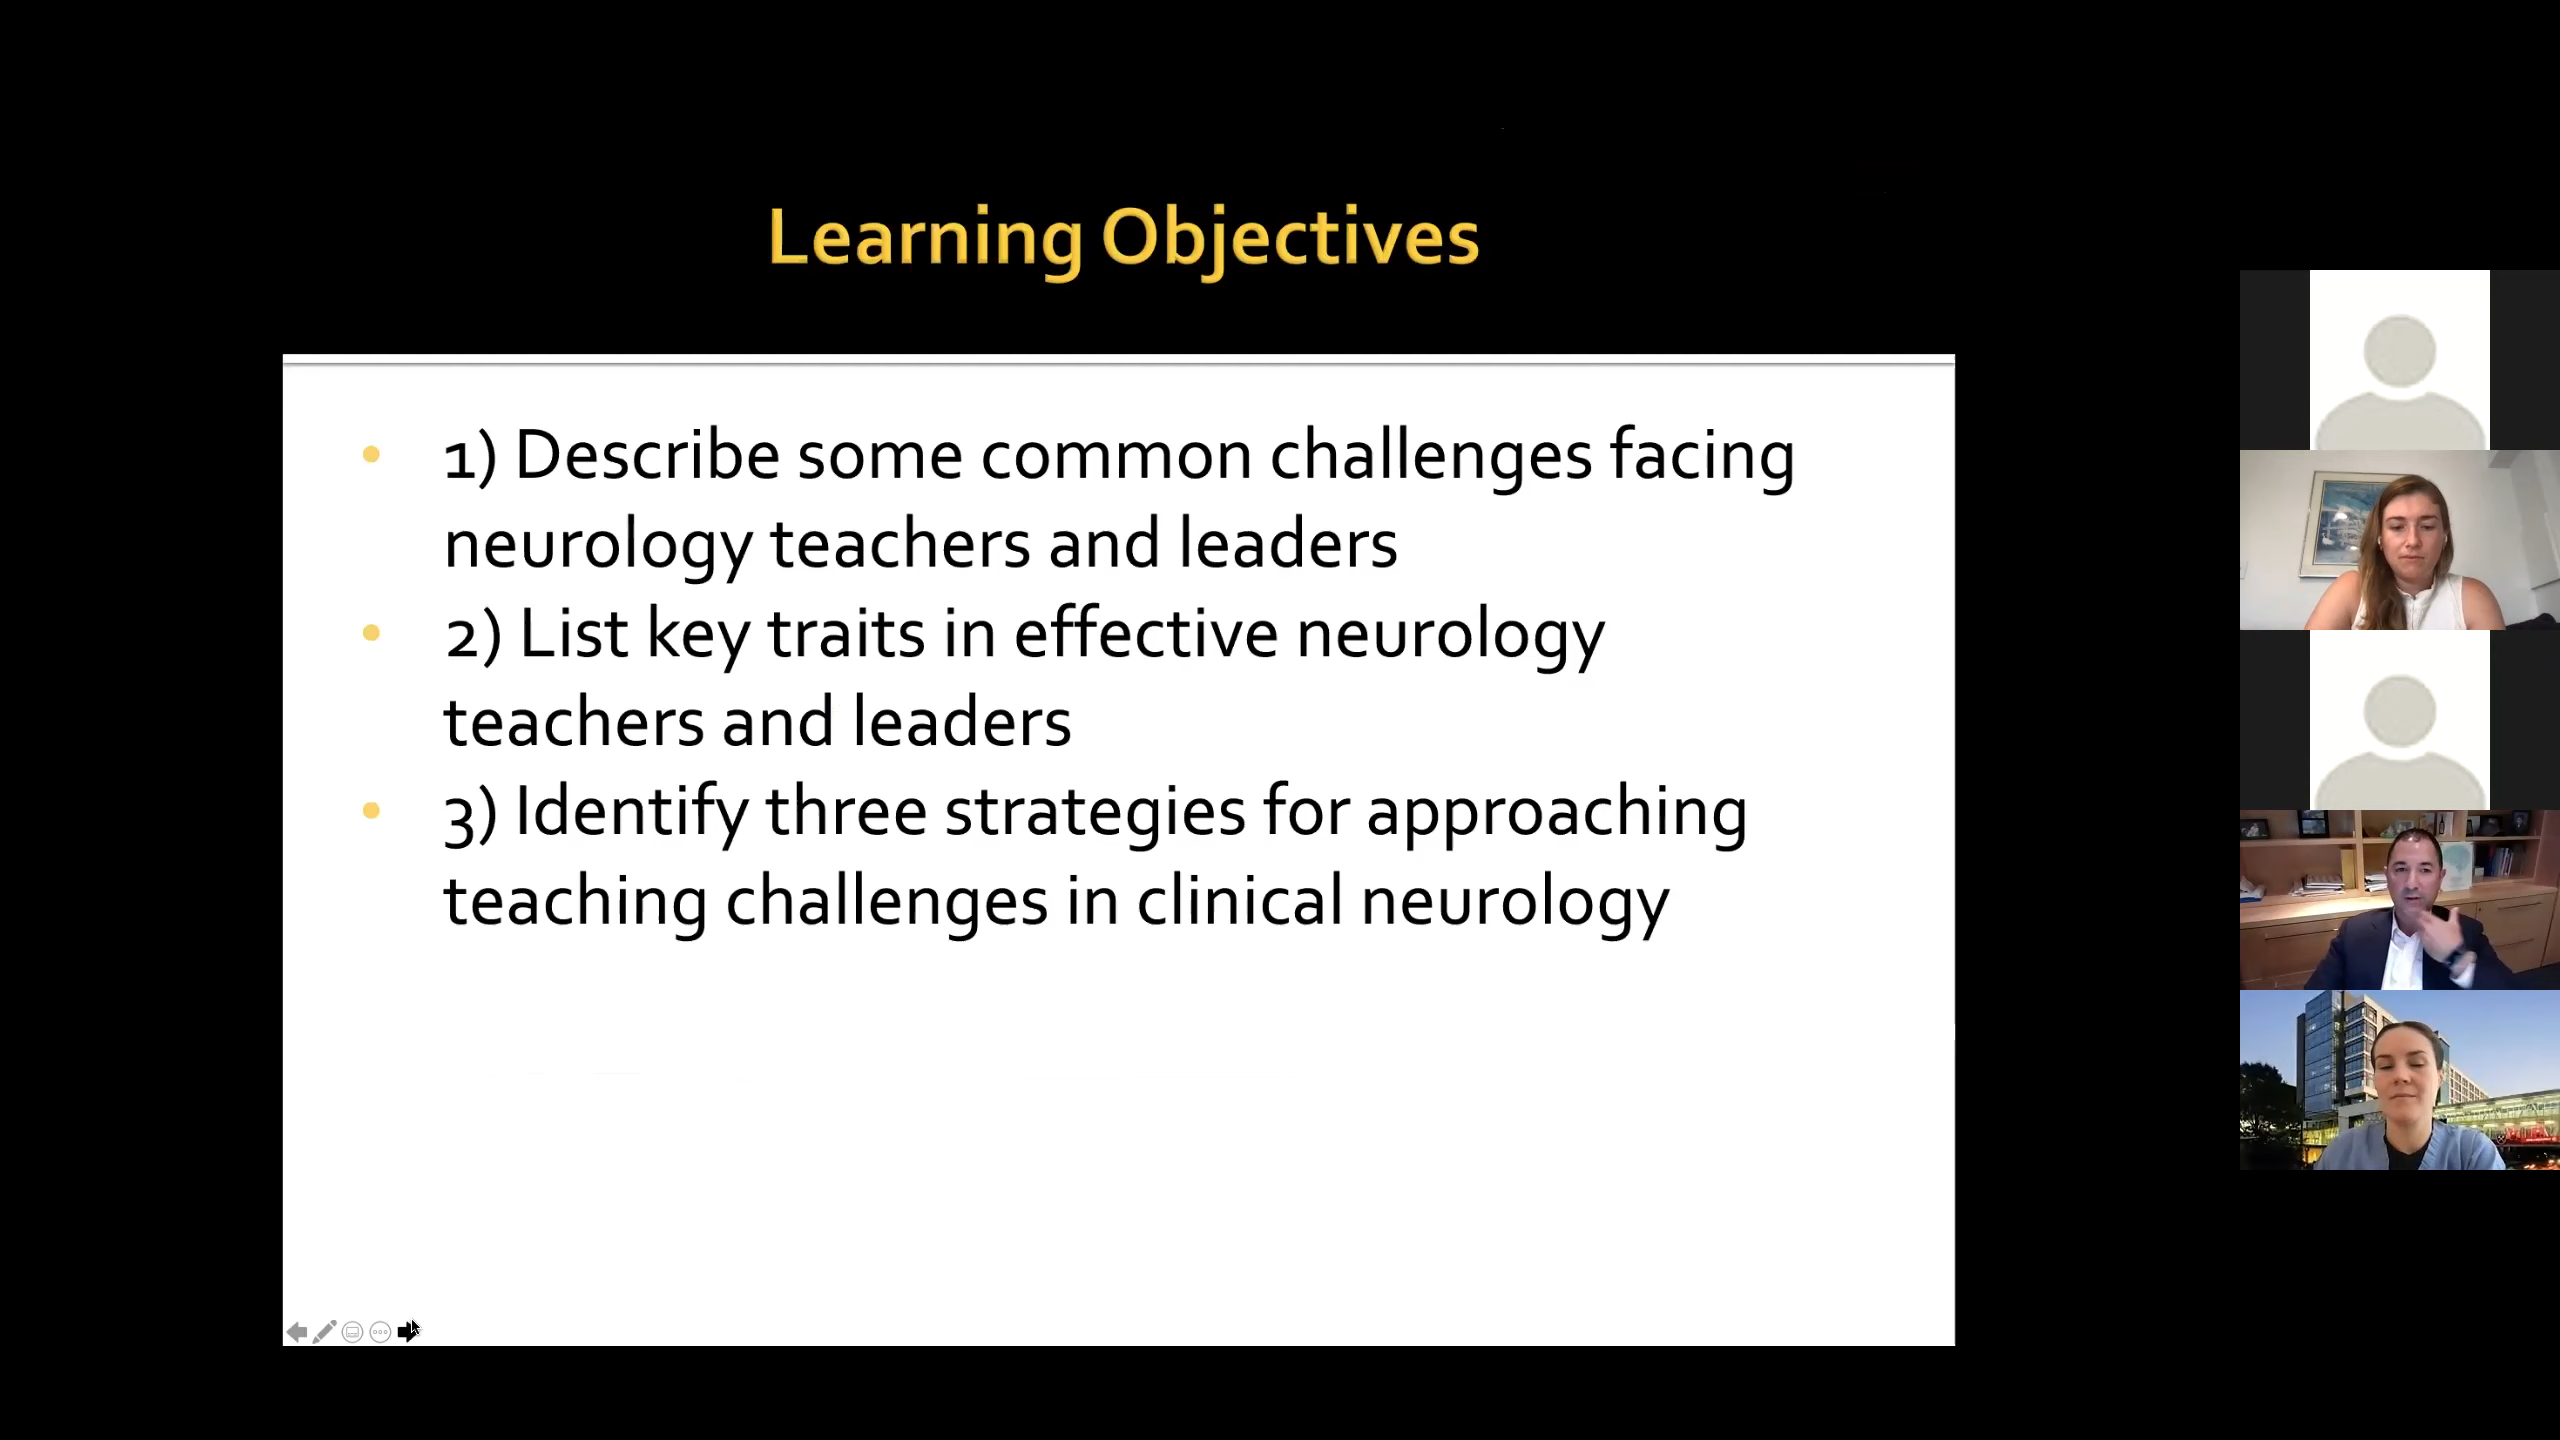 Learning Objectives
• 1) Describe some common challenges facing
neurology teachers and leaders
• 2) List key traits in effective neurology
teachers and leaders
• 3) Identify three strategies for approaching
teaching challenges in clinical neurology